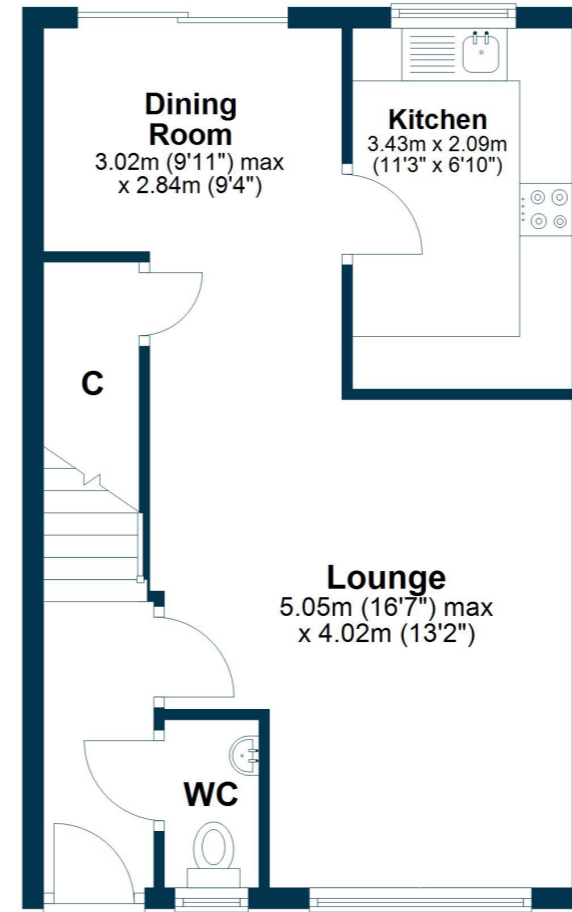 Dining
Room
3.02m (9'11") max
x 2.84m (9'4")
Kitchen
3.43m x 2.09m
(11'3" x 6'10")
C
Lounge
5.05m (16'7") max
x 4.02m (13'2")
WC